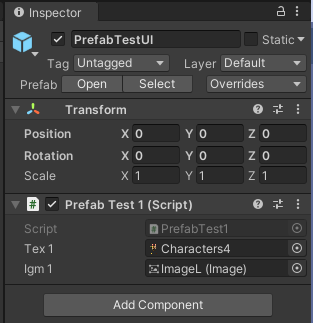 Inspector
PrefabTestUI Static
Tag Untagged Layer Default
Prefab Open Select Overrides
Transform
Position X 0 Y 0 Z 0
Rotation X 0 Y 0 Z 0
Scale X 1 Y 1 Z 1
# Prefab Test 1 (Script)
Script PrefabTest1
Tex 1 Characters4
Igm 1 ImageL (Image)
Add Component